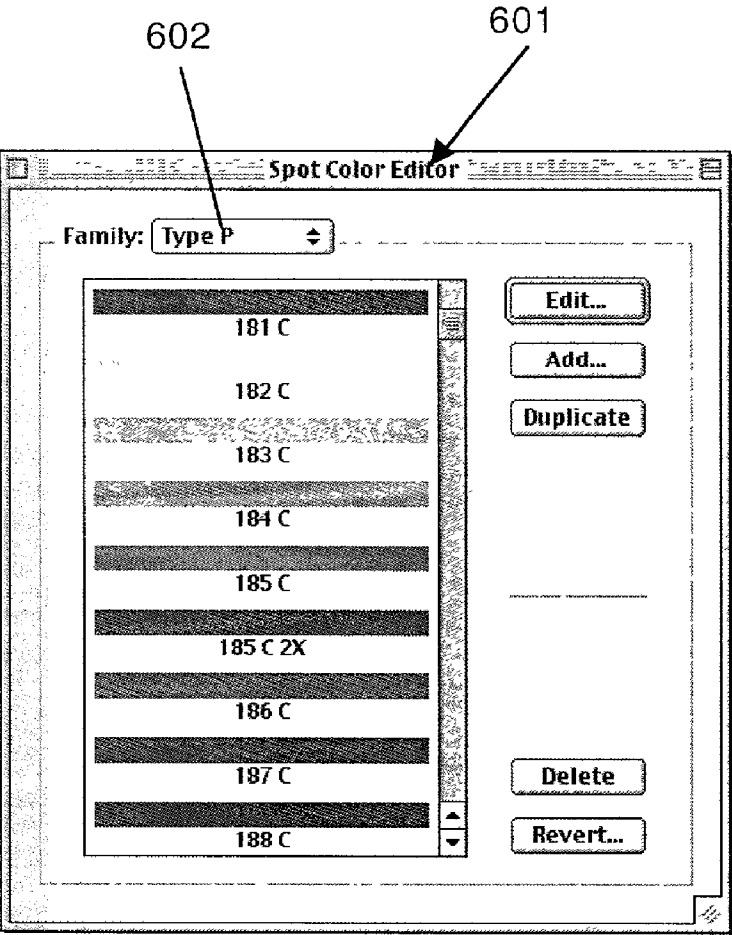 602
601
Spot Color Editor
Family: Type P
181 C
182 C
183 C
184 C
185 C
185 C 2X
186 C
187 C
188 C
Edit...
Add...
Duplicate
Delete
Revert...